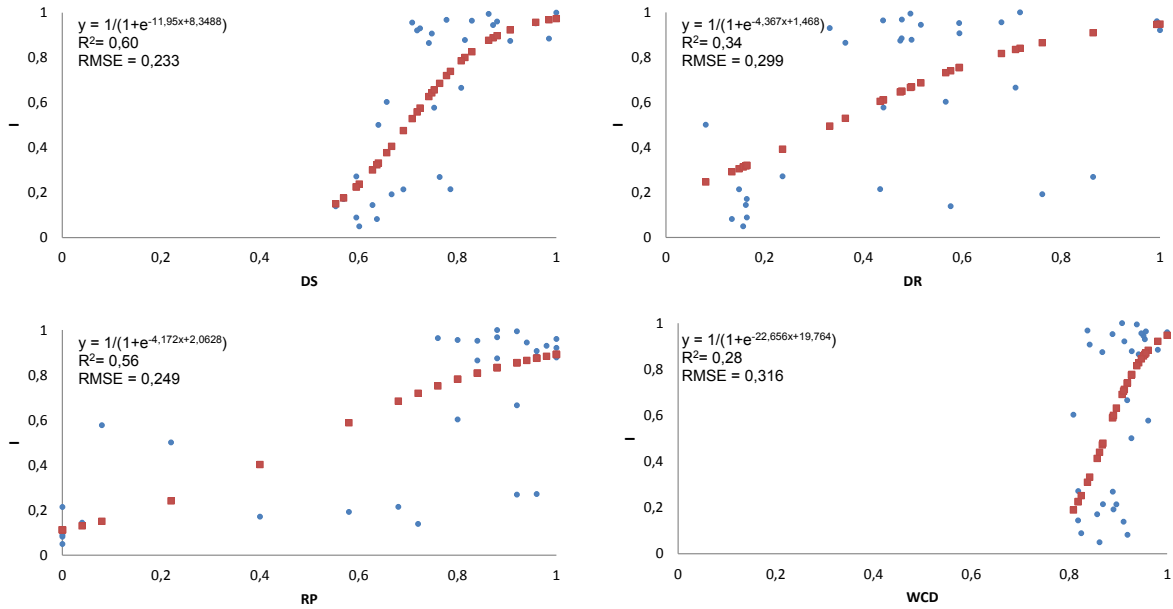 y = 1/(1+e-11,95x+8,3488)
R²= 0,60
RMSE = 0,233
1
0,8
0,6
0,4
0,2
0
I
0
0,2
0,4
0,6
0,8
1
DS
y = 1/(1+e-4,367x+1,468)
R²= 0,34
RMSE = 0,299
1
0,8
0,6
0,4
0,2
0
I
0
0,2
0,4
0,6
0,8
1
DR
y = 1/(1+e-4,172x+2,0628)
R²= 0,56
RMSE = 0,249
1
0,8
0,6
0,4
0,2
0
I
0
0,2
0,4
0,6
0,8
1
RP
y = 1/(1+e-22,656x+19,764)
R²= 0,28
RMSE = 0,316
1
0,8
0,6
0,4
0,2
0
I
0
0,2
0,4
0,6
0,8
1
WCD